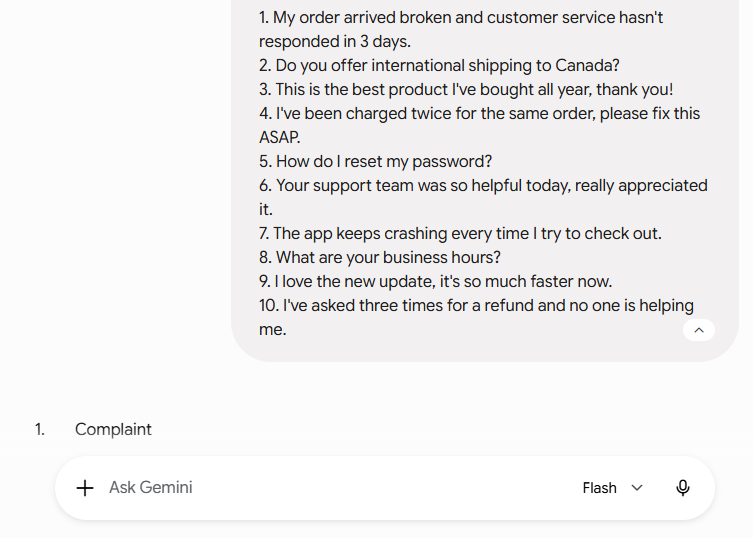 1. My order arrived broken and customer service hasn't
responded in 3 days.
2. Do you offer international shipping to Canada?
3. This is the best product I've bought all year, thank you!
4. I've been charged twice for the same order, please fix this
ASAP.
5. How do I reset my password?
6. Your support team was so helpful today, really appreciated
it.
7. The app keeps crashing every time I try to check out.
8. What are your business hours?
9. I love the new update, it's so much faster now.
10. I've asked three times for a refund and no one is helping
me.
1. Complaint
Ask Gemini Flash